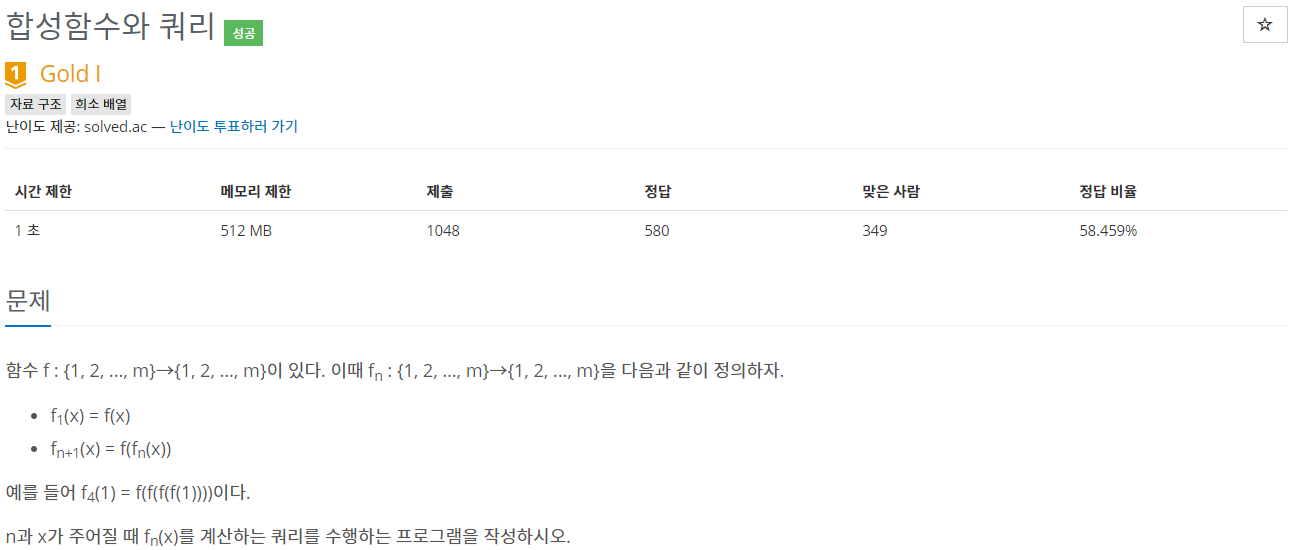 합성함수와 쿼리 성공
☆
1 Gold I
자료 구조 희소 배열
난이도 제공: solved.ac — 난이도 투표하러 가기
시간 제한 메모리 제한 제출 정답 맞은 사람 정답 비율
1 초 512 MB 1048 580 349 58.459%
문제
함수 f : {1, 2, ..., m}→{1, 2, ..., m}이 있다. 이때 fn : {1, 2, ..., m}→{1, 2, ..., m}을 다음과 같이 정의하자.
• f1(x) = f(x)
• fn+1(x) = f(fn(x))
예를 들어 f4(1) = f(f(f(f(1))))이다.
n과 x가 주어질 때 fn(x)를 계산하는 쿼리를 수행하는 프로그램을 작성하시오.